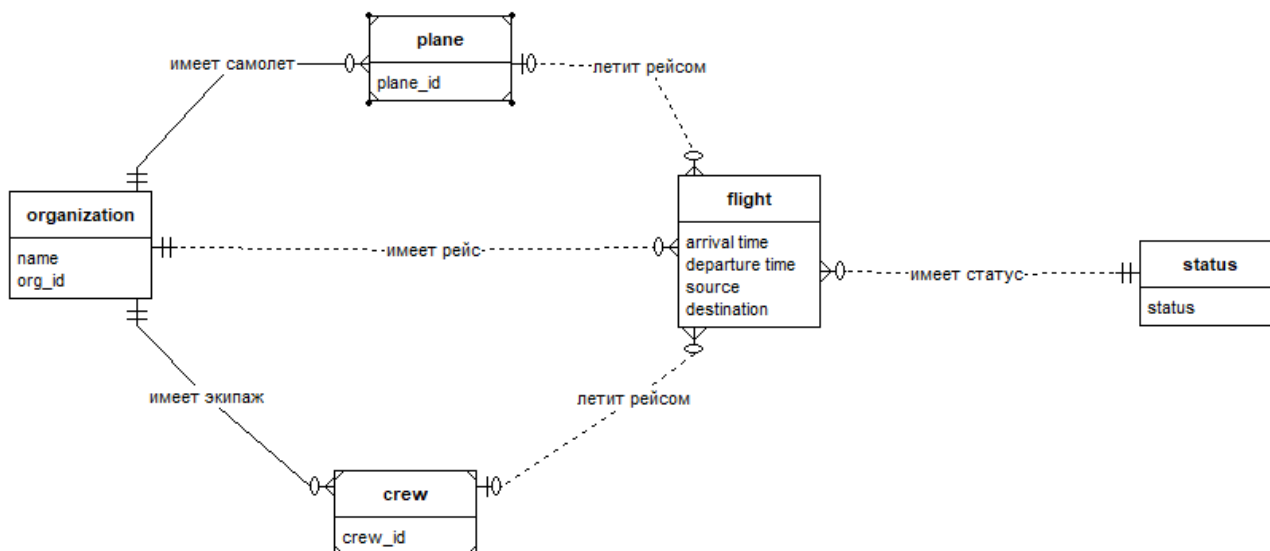 plane
plane_id
имеет самолет
летит рейсом
organization
name
org_id
имеет рейс
flight
arrival time
departure time
source
destination
имеет статус
status
status
имеет экипаж
летит рейсом
crew
crew_id